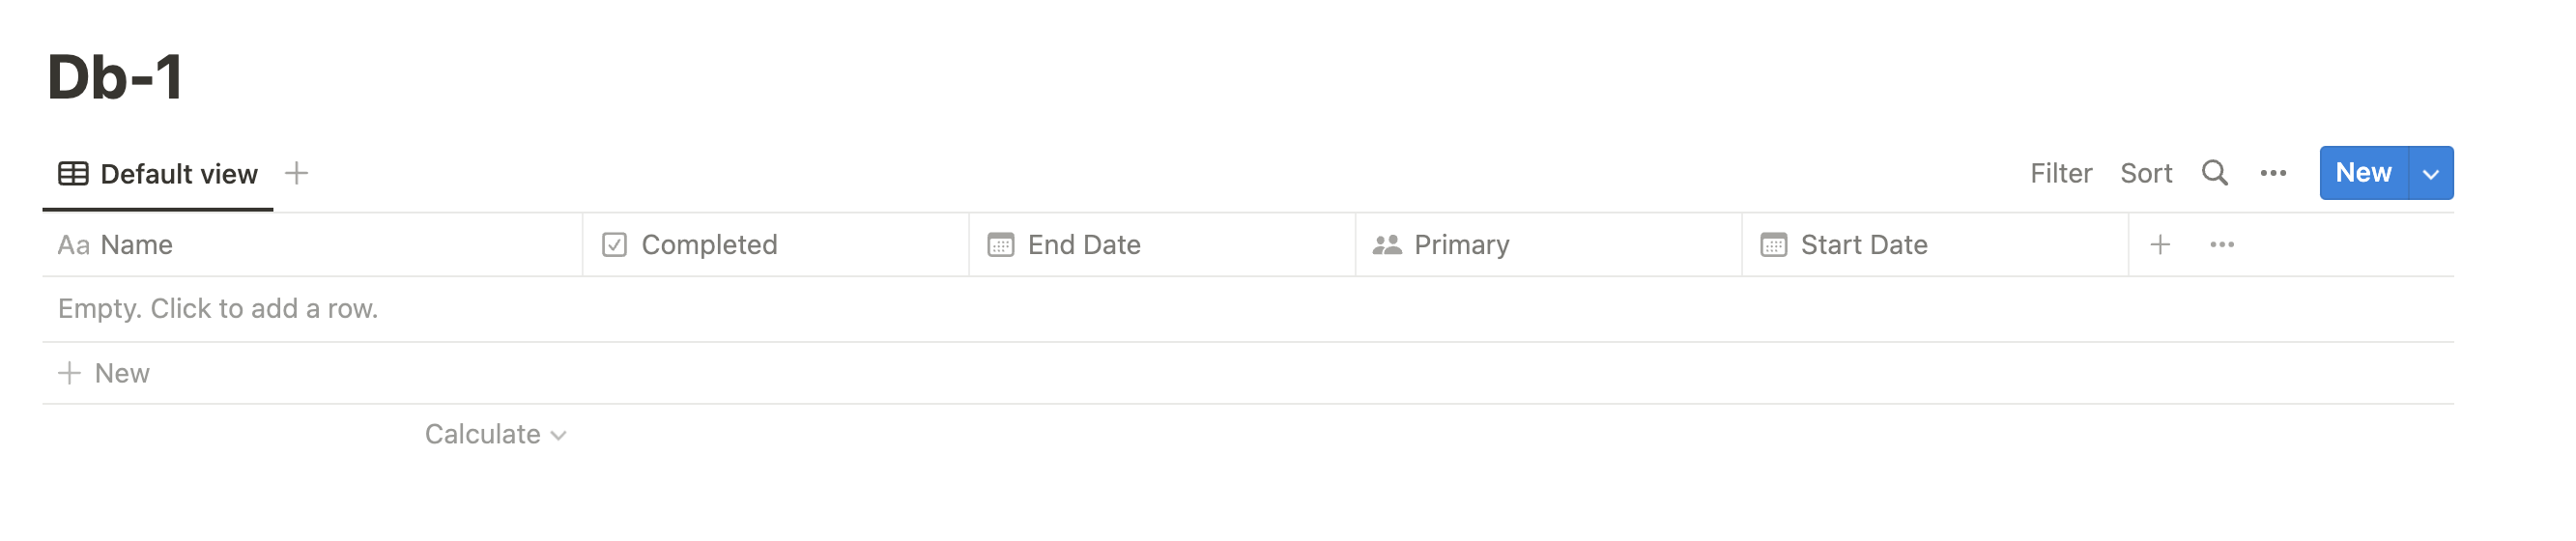 Db-1
Default view Filter Sort New
Aa Name Completed End Date Primary Start Date
Empty. Click to add a row.
New
Calculate